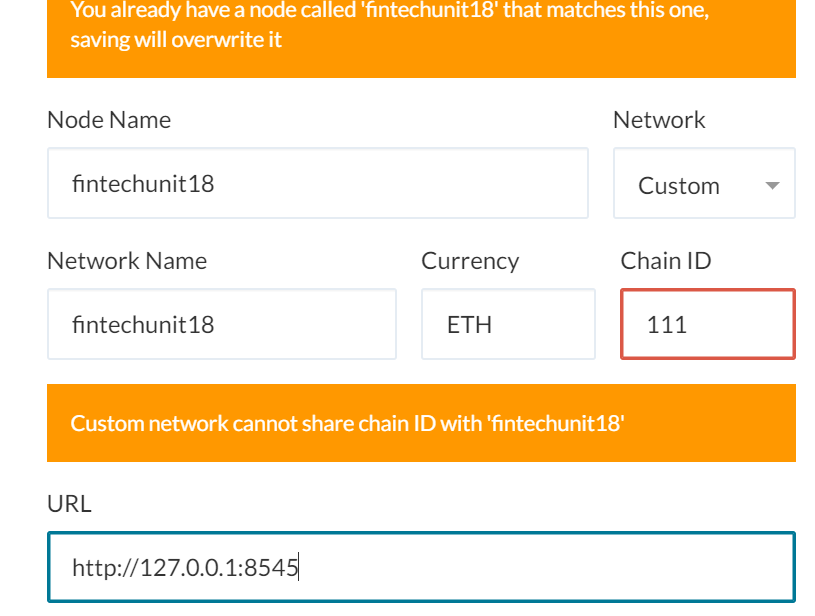 You already have a node called 'fintechunit18' that matches this one,
saving will overwrite it
Node Name
Network
fintechunit18
Custom
Network Name
Currency
Chain ID
fintechunit18
ETH
111
Custom network cannot share chain ID with 'fintechunit18'
URL
http://127.0.0.1:8545